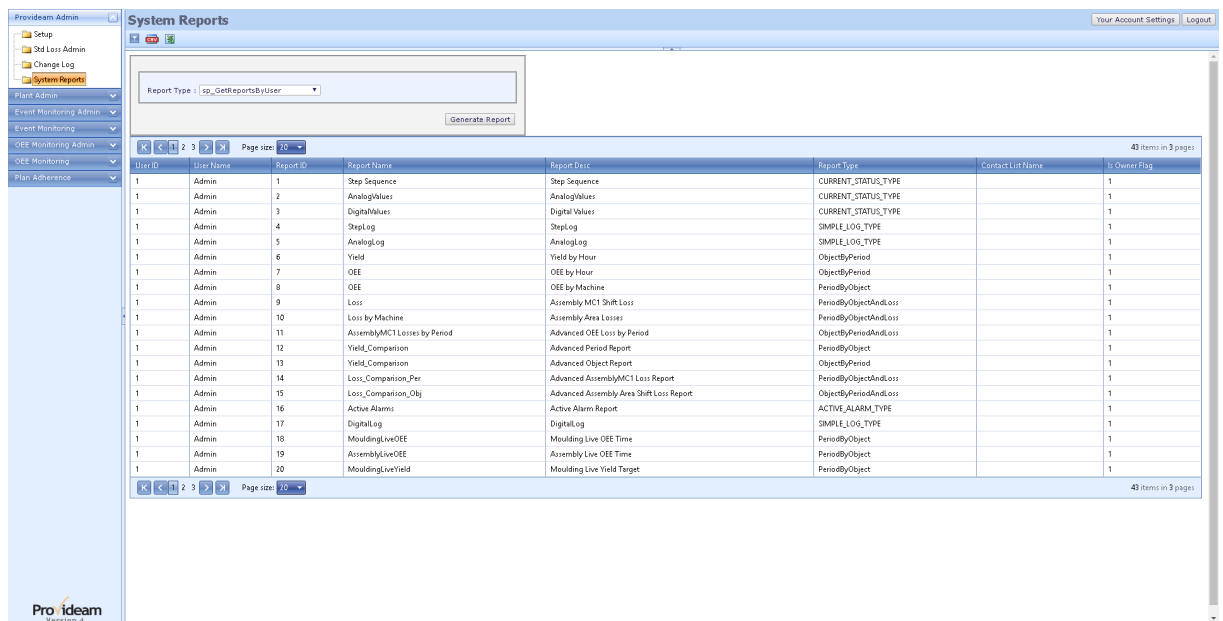 Provideam Admin
System Reports
Your Account Settings Logout
Setup
Std Loss Admin
Change Log
System Reports
Plant Admin
Event Monitoring Admin
Event Monitoring
OEE Monitoring Admin
OEE Monitoring
Plan Adherence
CSV
Report Type : sp_GetReportsByUser
Generate Report
1 2 3 Page size: 20 43 items in 3 pages
User ID User Name Report ID Report Name Report Desc Report Type Contact List Name Is Owner Flag
1 Admin 1 Step Sequence Step Sequence CURRENT_STATUS_TYPE 1
1 Admin 2 AnalogValues AnalogValues CURRENT_STATUS_TYPE 1
1 Admin 3 DigitalValues Digital Values CURRENT_STATUS_TYPE 1
1 Admin 4 StepLog StepLog SIMPLE_LOG_TYPE 1
1 Admin 5 AnalogLog AnalogLog SIMPLE_LOG_TYPE 1
1 Admin 6 Yield Yield by Hour ObjectByPeriod 1
1 Admin 7 OEE OEE by Hour ObjectByPeriod 1
1 Admin 8 OEE OEE by Machine PeriodByObject 1
1 Admin 9 Loss Assembly MC1 Shift Loss PeriodByObjectAndLoss 1
1 Admin 10 Loss by Machine Assembly Area Losses PeriodByObjectAndLoss 1
1 Admin 11 AssemblyMC1 Losses by Period Advanced OEE Loss by Period ObjectByPeriodAndLoss 1
1 Admin 12 Yield_Comparison Advanced Period Report PeriodByObject 1
1 Admin 13 Yield_Comparison Advanced Object Report ObjectByPeriod 1
1 Admin 14 Loss_Comparison_Per Advanced AssemblyMC1 Loss Report PeriodByObjectAndLoss 1
1 Admin 15 Loss_Comparison_Obj Advanced Assembly Area Shift Loss Report ObjectByPeriodAndLoss 1
1 Admin 16 Active Alarms Active Alarm Report ACTIVE_ALARM_TYPE 1
1 Admin 17 DigitalLog DigitalLog SIMPLE_LOG_TYPE 1
1 Admin 18 MouldingLiveOEE Moulding Live OEE Time PeriodByObject 1
1 Admin 19 AssemblyLiveOEE Assembly Live OEE Time PeriodByObject 1
1 Admin 20 MouldingLiveYield Moulding Live Yield Target PeriodByObject 1
1 2 3 Page size: 20 43 items in 3 pages
Provideam
Version 4